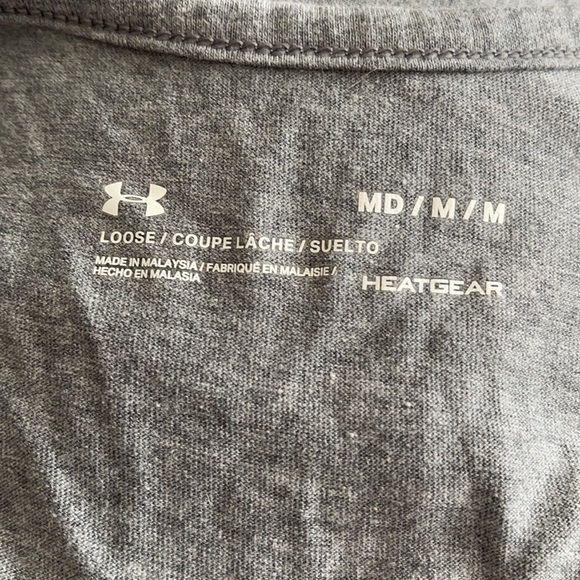 MD / M / M
LOOSE / COUPE LÂCHE / SUELTO
MADE IN MALAYSIA / FABRIQUÉ EN MALAISIE /
HECHO EN MALASIA
HEATGEAR